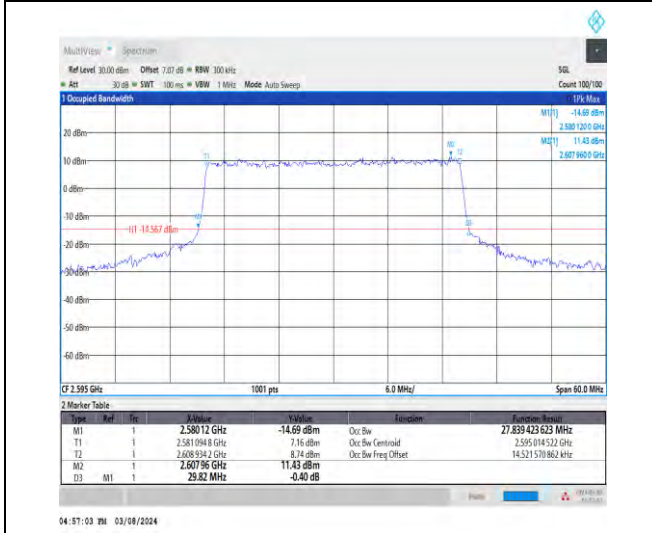 MultiView Spectrum
Ref Level 30.00 dBm Offset 7.07 dB RBW 300 kHz SGL
Att 30 dB SWT 100 ms VBW 1 MHz Mode Auto Sweep Count 100/100
1 Occupied Bandwidth 1Pk Max
M1[1] -14.69 dBm
2.580 120 0 GHz
M2[1] 11.43 dBm
2.607 960 0 GHz
20 dBm
10 dBm
0 dBm
-10 dBm
H1 -14.567 dBm
-20 dBm
-30 dBm
-40 dBm
-50 dBm
-60 dBm
T1
M2
T2
M1
D3
CF 2.595 GHz 1001 pts 6.0 MHz/ Span 60.0 MHz
2 Marker Table
Type Ref Trc X-Value Y-Value Function Function Result
M1 1 2.58012 GHz -14.69 dBm Occ Bw 27.839 423 623 MHz
T1 1 2.581 094 8 GHz 7.16 dBm Occ Bw Centroid 2.595 014 522 GHz
T2 1 2.608 934 2 GHz 8.74 dBm Occ Bw Freq Offset 14.521 570 862 kHz
M2 1 2.60796 GHz 11.43 dBm
D3 M1 1 29.82 MHz -0.40 dB
04:57:03 PM 03/08/2024